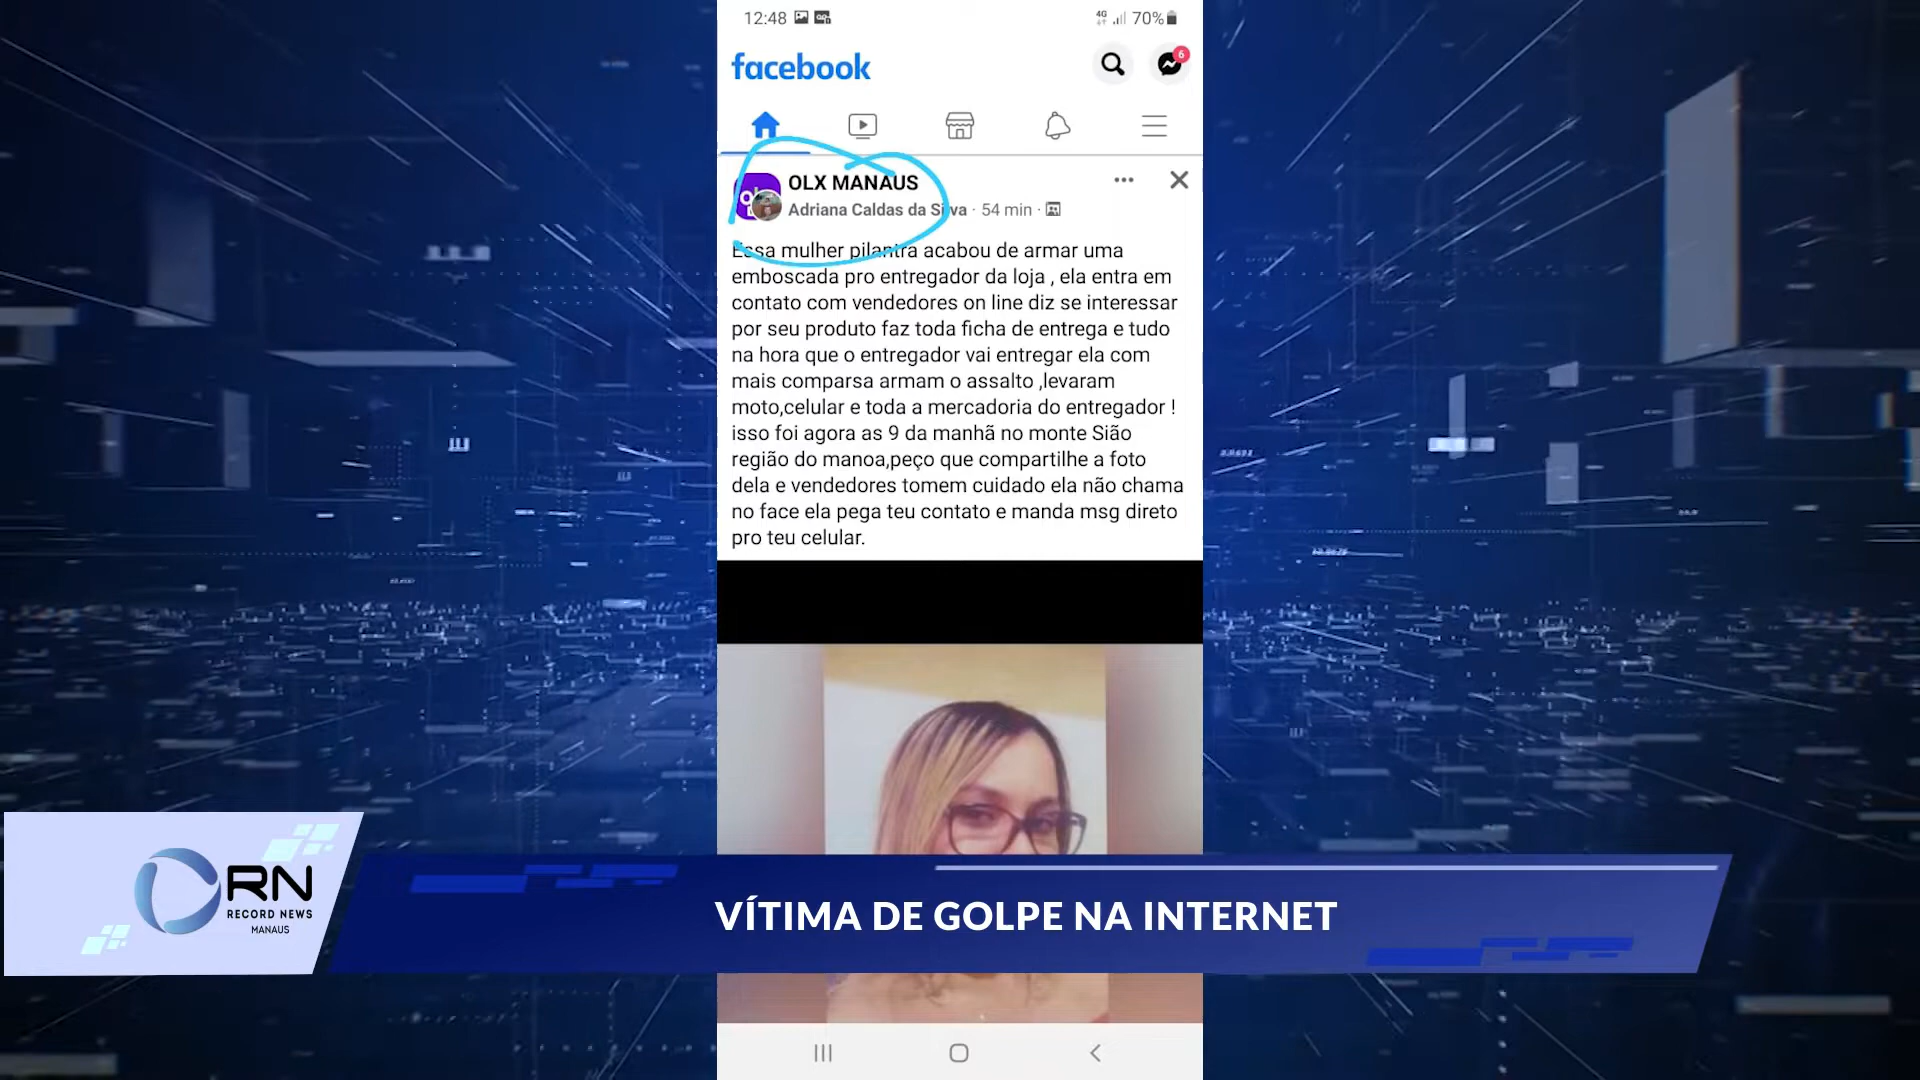 12:48
4G
70%
facebook
6
OLX MANAUS
Adriana Caldas da Silva · 54 min ·
Essa mulher pilantra acabou de armar uma
emboscada pro entregador da loja , ela entra em
contato com vendedores on line diz se interessar
por seu produto faz toda ficha de entrega e tudo
na hora que o entregador vai entregar ela com
mais comparsa armam o assalto ,levaram
moto,celular e toda a mercadoria do entregador !
isso foi agora as 9 da manhã no monte Sião
região do manoa,peço que compartilhe a foto
dela e vendedores tomem cuidado ela não chama
no face ela pega teu contato e manda msg direto
pro teu celular.
RN
RECORD NEWS
MANAUS
VÍTIMA DE GOLPE NA INTERNET